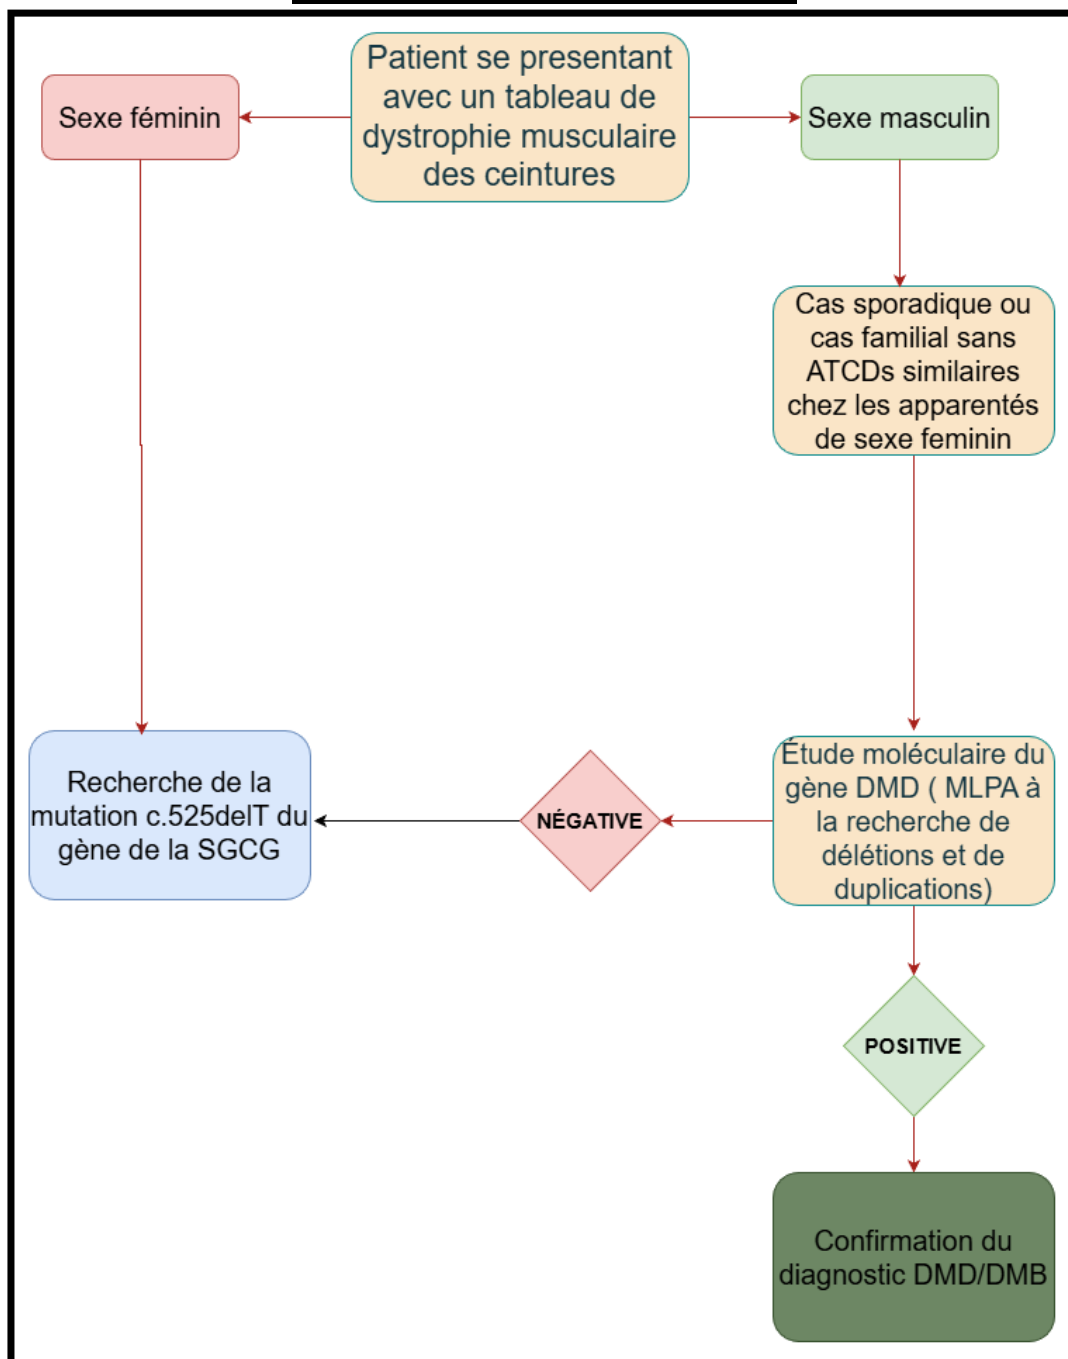 Patient se presentant
avec un tableau de
dystrophie musculaire
des ceintures
Sexe féminin
Sexe masculin
Cas sporadique ou
cas familial sans
ATCDs similaires
chez les apparentés
de sexe feminin
Étude moléculaire du
gène DMD ( MLPA à
la recherche de
délétions et de
duplications)
NÉGATIVE
Recherche de la
mutation c.525delT du
gène de la SGCG
POSITIVE
Confirmation du
diagnostic DMD/DMB